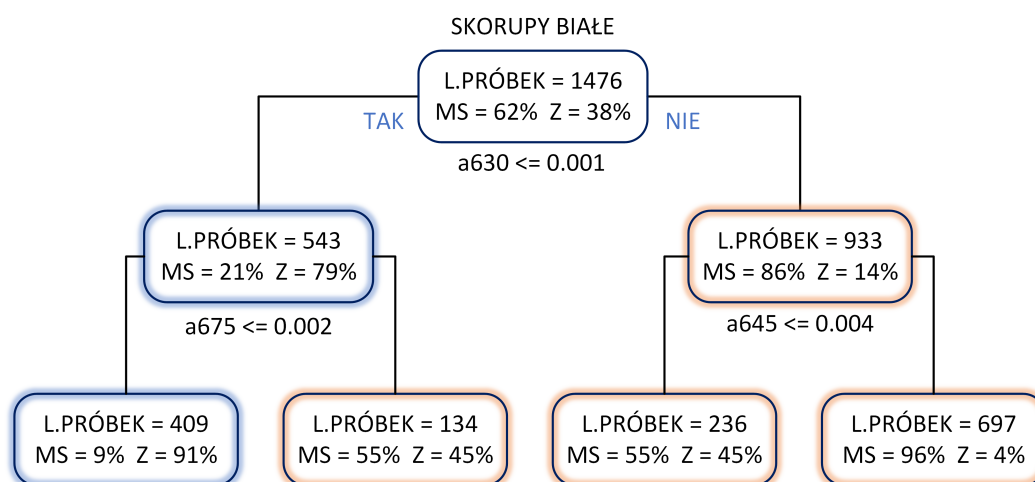 SKORUPY BIAŁE
L.PRÓBEK = 1476
MS = 62% Z = 38%
TAK
NIE
a630 <= 0.001
L.PRÓBEK = 543
MS = 21% Z = 79%
L.PRÓBEK = 933
MS = 86% Z = 14%
a675 <= 0.002
a645 <= 0.004
L.PRÓBEK = 409
MS = 9% Z = 91%
L.PRÓBEK = 134
MS = 55% Z = 45%
L.PRÓBEK = 236
MS = 55% Z = 45%
L.PRÓBEK = 697
MS = 96% Z = 4%